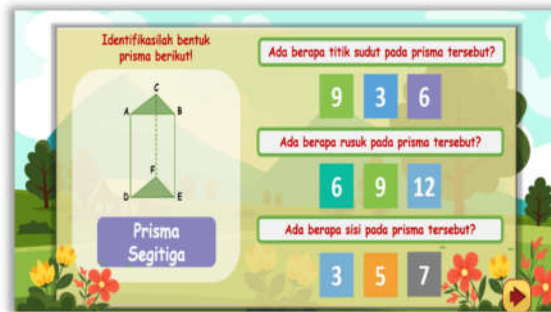 Identifikasilah bentuk
prisma berikut!
C
A
B
F
D
E
Prisma
Segitiga
Ada berapa titik sudut pada prisma tersebut?
9 3 6
Ada berapa rusuk pada prisma tersebut?
6 9 12
Ada berapa sisi pada prisma tersebut?
3 5 7